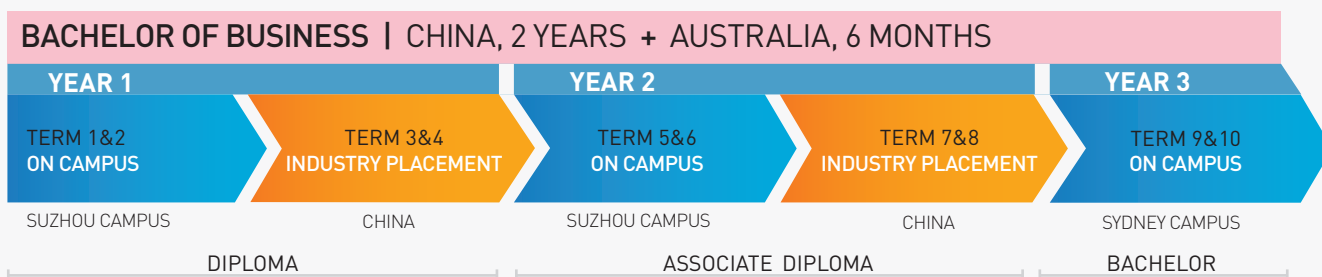 BACHELOR OF BUSINESS | CHINA, 2 YEARS + AUSTRALIA, 6 MONTHS
YEAR 1
YEAR 2
YEAR 3
TERM 1&2
ON CAMPUS
TERM 3&4
INDUSTRY PLACEMENT
TERM 5&6
ON CAMPUS
TERM 7&8
INDUSTRY PLACEMENT
TERM 9&10
ON CAMPUS
SUZHOU CAMPUS
CHINA
SUZHOU CAMPUS
CHINA
SYDNEY CAMPUS
DIPLOMA
ASSOCIATE DIPLOMA
BACHELOR